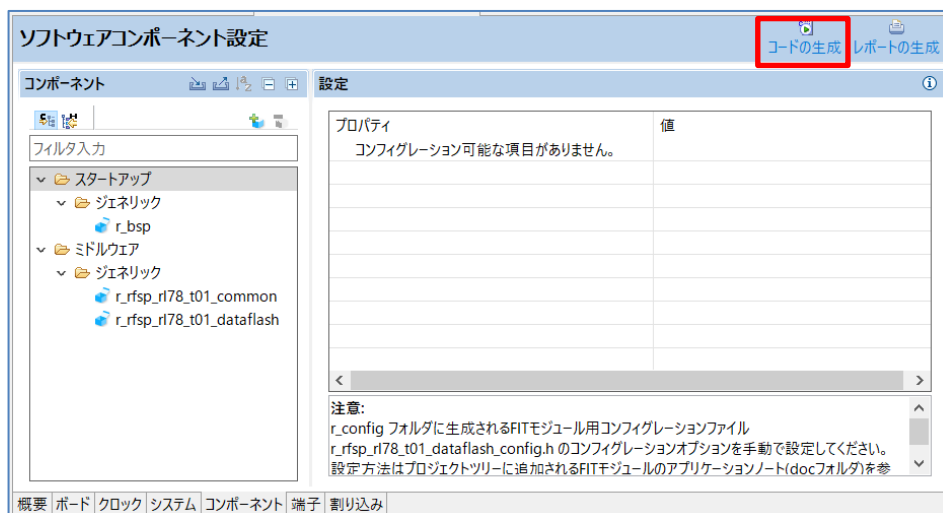 ソフトウェアコンポーネント設定
コードの生成 レポートの生成
コンポーネント
設定
フィルタ入力
スタートアップ
ジェネリック
r_bsp
ミドルウェア
ジェネリック
r_rfsp_rl78_t01_common
r_rfsp_rl78_t01_dataflash
プロパティ 値
コンフィグレーション可能な項目がありません。
注意:
r_config フォルダに生成されるFITモジュール用コンフィグレーションファイル
r_rfsp_rl78_t01_dataflash_config.h のコンフィグレーションオプションを手動で設定してください。
設定方法はプロジェクトツリーに追加されるFITモジュールのアプリケーションノート(docフォルダ)を参
概要 ボード クロック システム コンポーネント 端子 割り込み